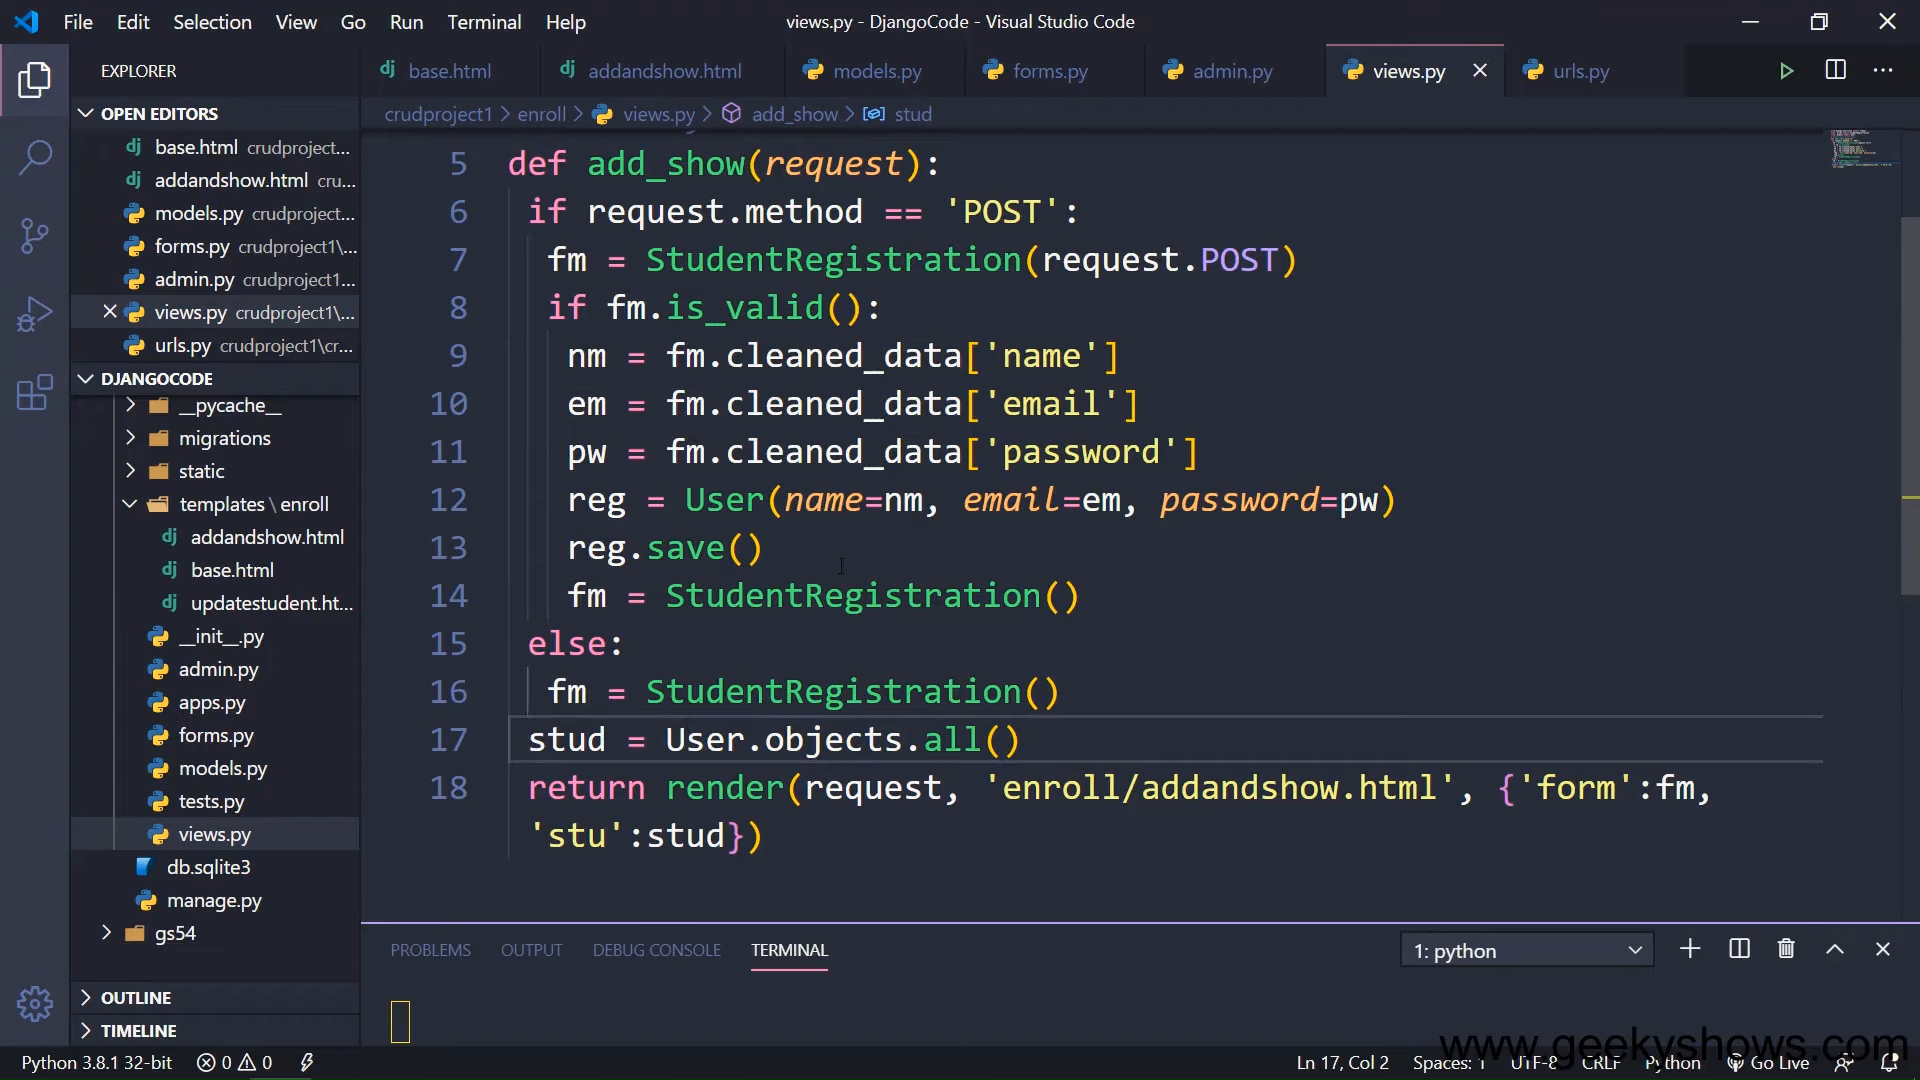 File Edit Selection View Go Run Terminal Help
views.py - DjangoCode - Visual Studio Code
EXPLORER
base.html addandshow.html models.py forms.py admin.py views.py urls.py
OPEN EDITORS
crudproject1 > enroll > views.py > add_show > stud
base.html crudproject...
addandshow.html cru...
models.py crudproject...
forms.py crudproject1\...
admin.py crudproject1...
views.py crudproject1\...
urls.py crudproject1\cr...
DJANGOCODE
__pycache__
migrations
static
templates \ enroll
addandshow.html
base.html
updatestudent.ht...
__init__.py
admin.py
apps.py
forms.py
models.py
tests.py
views.py
db.sqlite3
manage.py
gs54
OUTLINE
TIMELINE
5 def add_show(request):
6 if request.method == 'POST':
7 fm = StudentRegistration(request.POST)
8 if fm.is_valid():
9 nm = fm.cleaned_data['name']
10 em = fm.cleaned_data['email']
11 pw = fm.cleaned_data['password']
12 reg = User(name=nm, email=em, password=pw)
13 reg.save()
14 fm = StudentRegistration()
15 else:
16 fm = StudentRegistration()
17 stud = User.objects.all()
18 return render(request, 'enroll/addandshow.html', {'form':fm,
'stu':stud})
PROBLEMS OUTPUT DEBUG CONSOLE TERMINAL
1: python
www.geekyshows.com
Python 3.8.1 32-bit 0 0
Ln 17, Col 2 Spaces: 1 UTF-8 CRLF Python Go Live